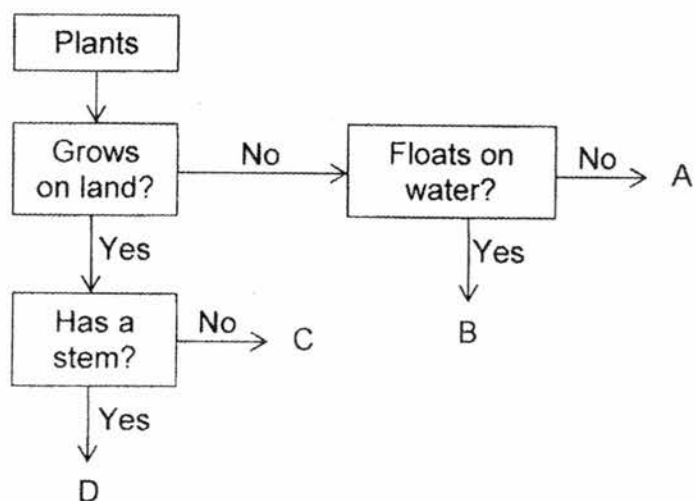 Plants
Grows
on land?
No
Floats on
water?
No
A
Yes
Yes
Has a
stem?
No
C
B
Yes
D